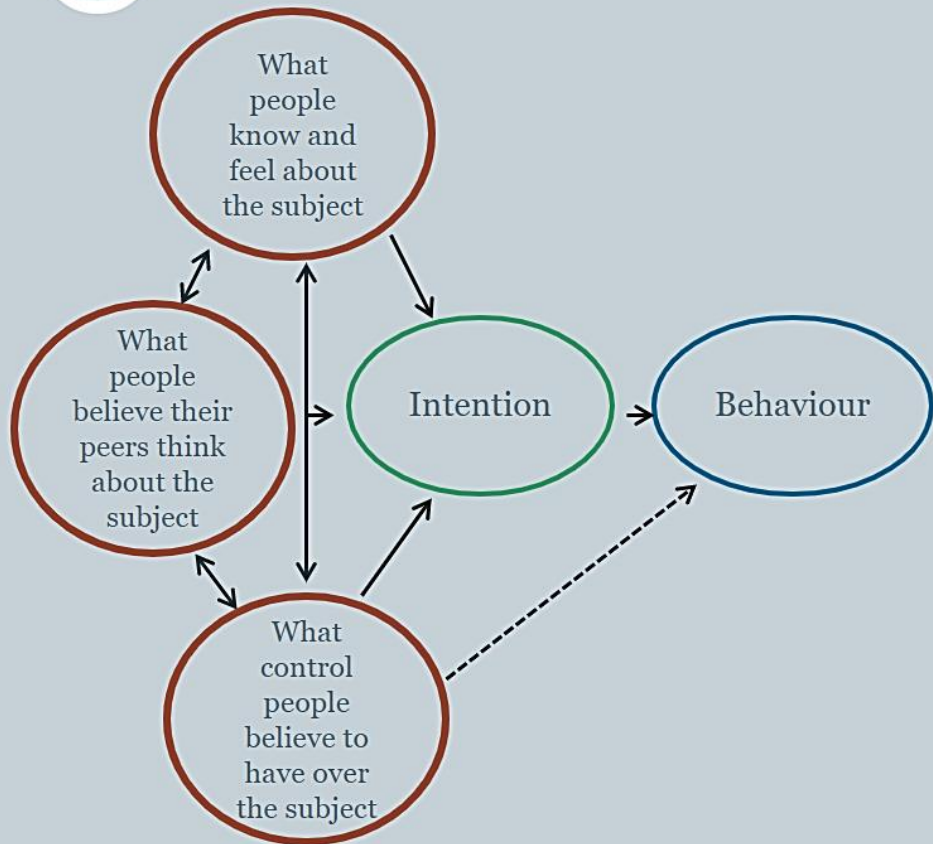 What
people
know and
feel about
the subject
What
people
believe their
peers think
about the
subject
Intention
Behaviour
What
control
people
believe to
have over
the subject